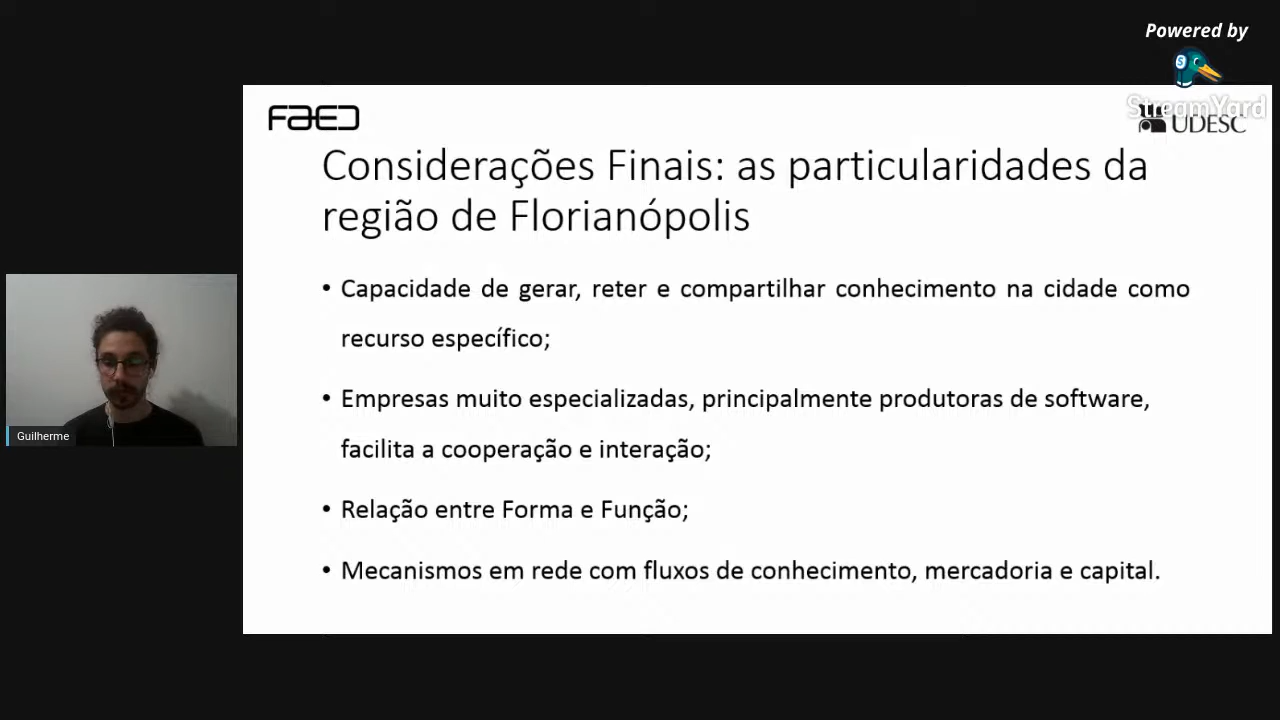 Powered by
StreamYard
FAED
UDESC
Considerações Finais: as particularidades da
região de Florianópolis
• Capacidade de gerar, reter e compartilhar conhecimento na cidade como
recurso específico;
• Empresas muito especializadas, principalmente produtoras de software,
facilita a cooperação e interação;
• Relação entre Forma e Função;
• Mecanismos em rede com fluxos de conhecimento, mercadoria e capital.
Guilherme